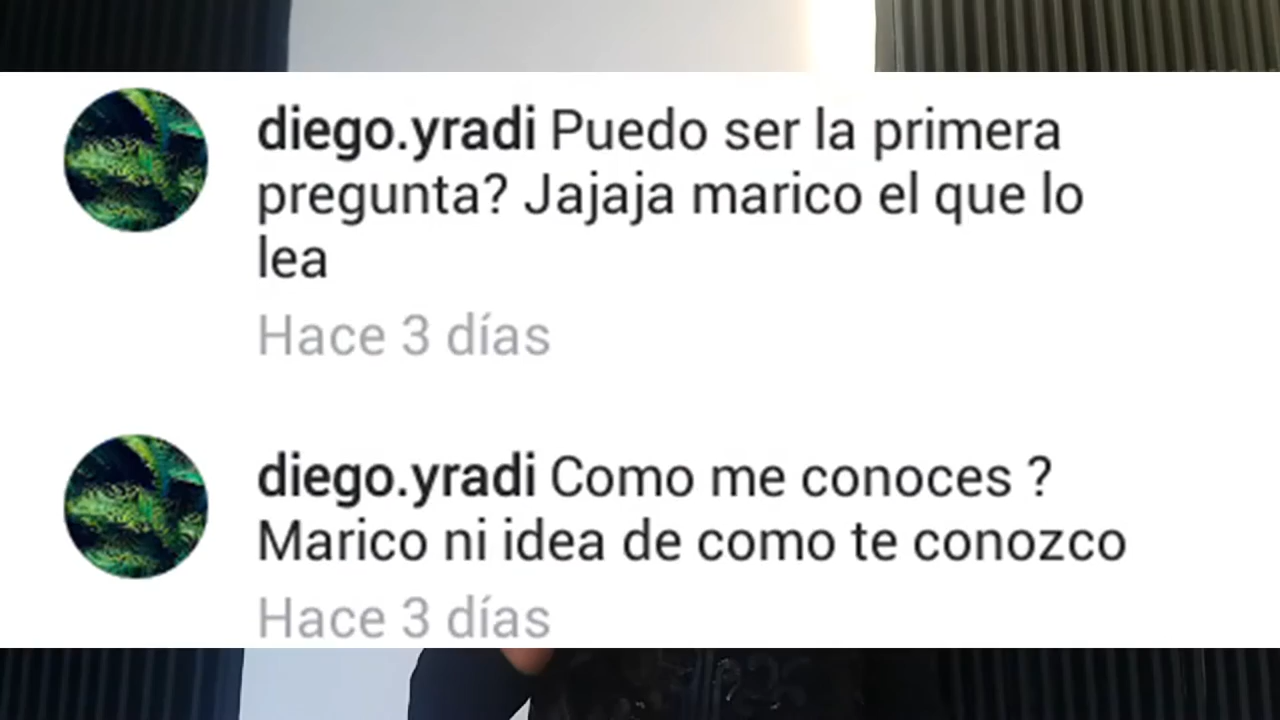 diego.yradi Puedo ser la primera
pregunta? Jajaja marico el que lo
lea
Hace 3 días
diego.yradi Como me conoces ?
Marico ni idea de como te conozco
Hace 3 días